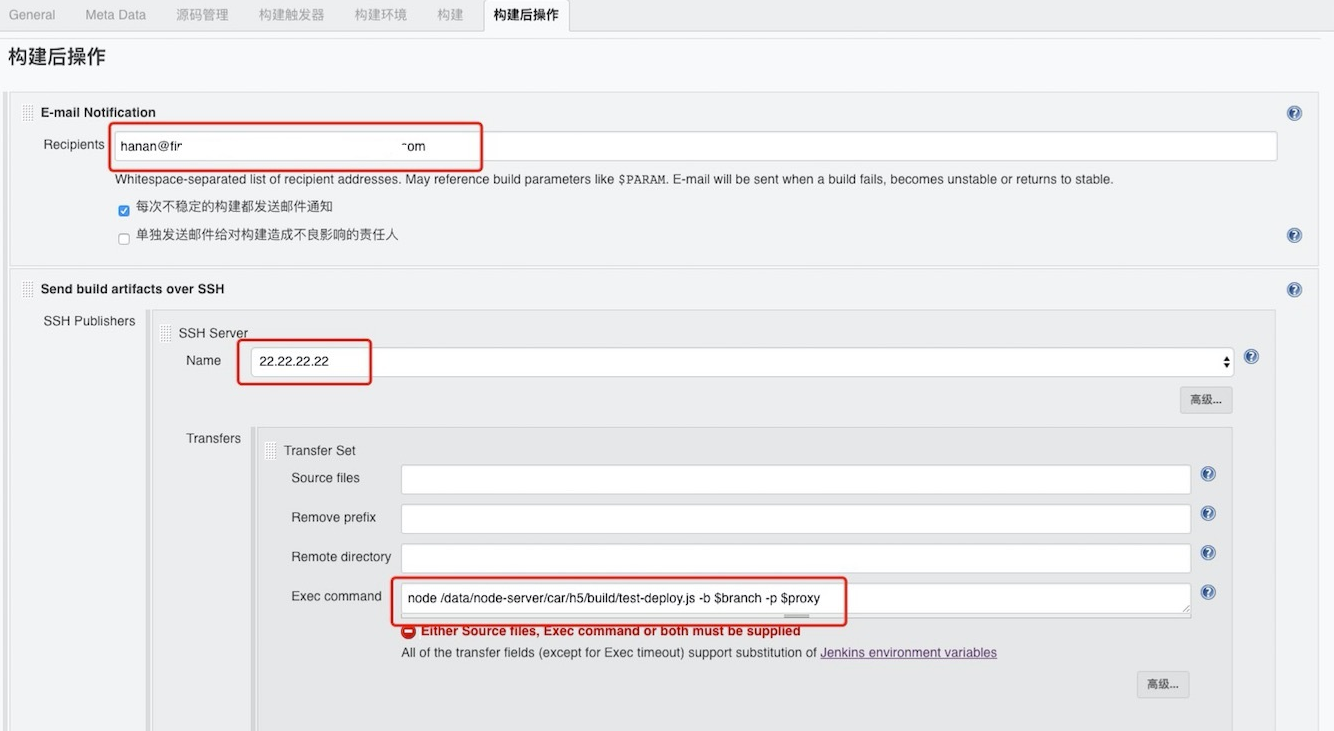 General Meta Data 源码管理 构建触发器 构建环境 构建 构建后操作
构建后操作
E-mail Notification
Recipients hanan@fir om
Whitespace-separated list of recipient addresses. May reference build parameters like $PARAM. E-mail will be sent when a build fails, becomes unstable or returns to stable.
每次不稳定的构建都发送邮件通知
单独发送邮件给对构建造成不良影响的责任人
Send build artifacts over SSH
SSH Publishers
SSH Server
Name 22.22.22.22
高级...
Transfers
Transfer Set
Source files
Remove prefix
Remote directory
Exec command node /data/node-server/car/h5/build/test-deploy.js -b $branch -p $proxy
Either Source files, Exec command or both must be supplied
All of the transfer fields (except for Exec timeout) support substitution of Jenkins environment variables
高级...